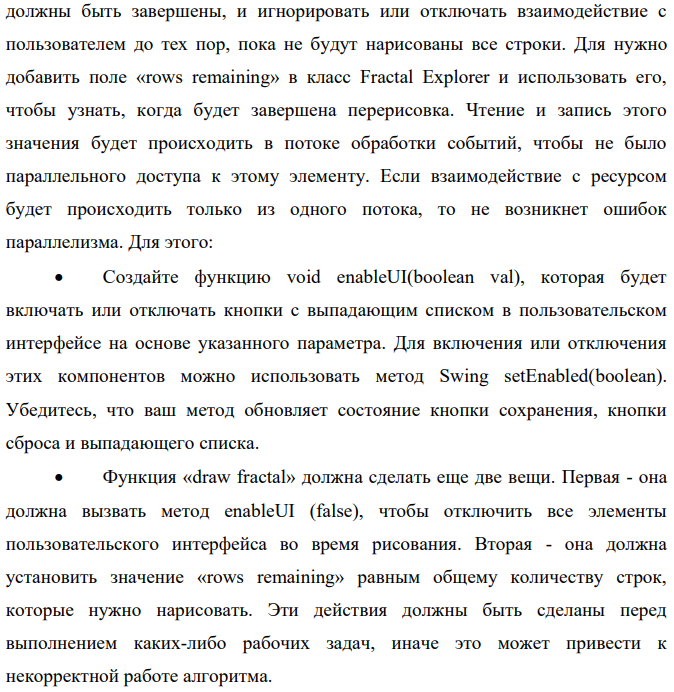 должны быть завершены, и игнорировать или отключать взаимодействие с
пользователем до тех пор, пока не будут нарисованы все строки. Для нужно
добавить поле «rows remaining» в класс Fractal Explorer и использовать его,
чтобы узнать, когда будет завершена перерисовка. Чтение и запись этого
значения будет происходить в потоке обработки событий, чтобы не было
параллельного доступа к этому элементу. Если взаимодействие с ресурсом
будет происходить только из одного потока, то не возникнет ошибок
параллелизма. Для этого:
• Создайте функцию void enableUI(boolean val), которая будет
включать или отключать кнопки с выпадающим списком в пользовательском
интерфейсе на основе указанного параметра. Для включения или отключения
этих компонентов можно использовать метод Swing setEnabled(boolean).
Убедитесь, что ваш метод обновляет состояние кнопки сохранения, кнопки
сброса и выпадающего списка.
• Функция «draw fractal» должна сделать еще две вещи. Первая - она
должна вызвать метод enableUI (false), чтобы отключить все элементы
пользовательского интерфейса во время рисования. Вторая - она должна
установить значение «rows remaining» равным общему количеству строк,
которые нужно нарисовать. Эти действия должны быть сделаны перед
выполнением каких-либо рабочих задач, иначе это может привести к
некорректной работе алгоритма.